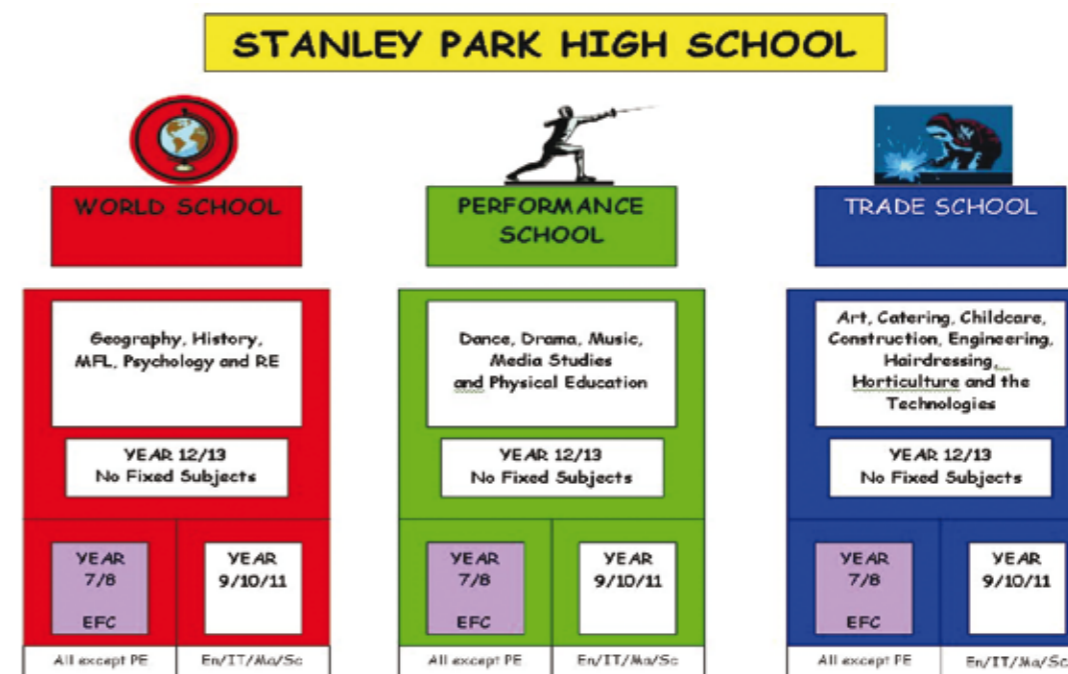 STANLEY PARK HIGH SCHOOL
WORLD SCHOOL
Geography, History,
MFL, Psychology and RE
YEAR 12/13
No Fixed Subjects
YEAR
7/8
EFC
YEAR
9/10/11
All except PE
En/IT/Ma/Sc
PERFORMANCE
SCHOOL
Dance, Drama, Music,
Media Studies
and Physical Education
YEAR 12/13
No Fixed Subjects
YEAR
7/8
EFC
YEAR
9/10/11
All except PE
En/IT/Ma/Sc
TRADE SCHOOL
Art, Catering, Childcare,
Construction, Engineering,
Hairdressing,
Horticulture and the
Technologies
YEAR 12/13
No Fixed Subjects
YEAR
7/8
EFC
YEAR
9/10/11
All except PE
En/IT/Ma/Sc